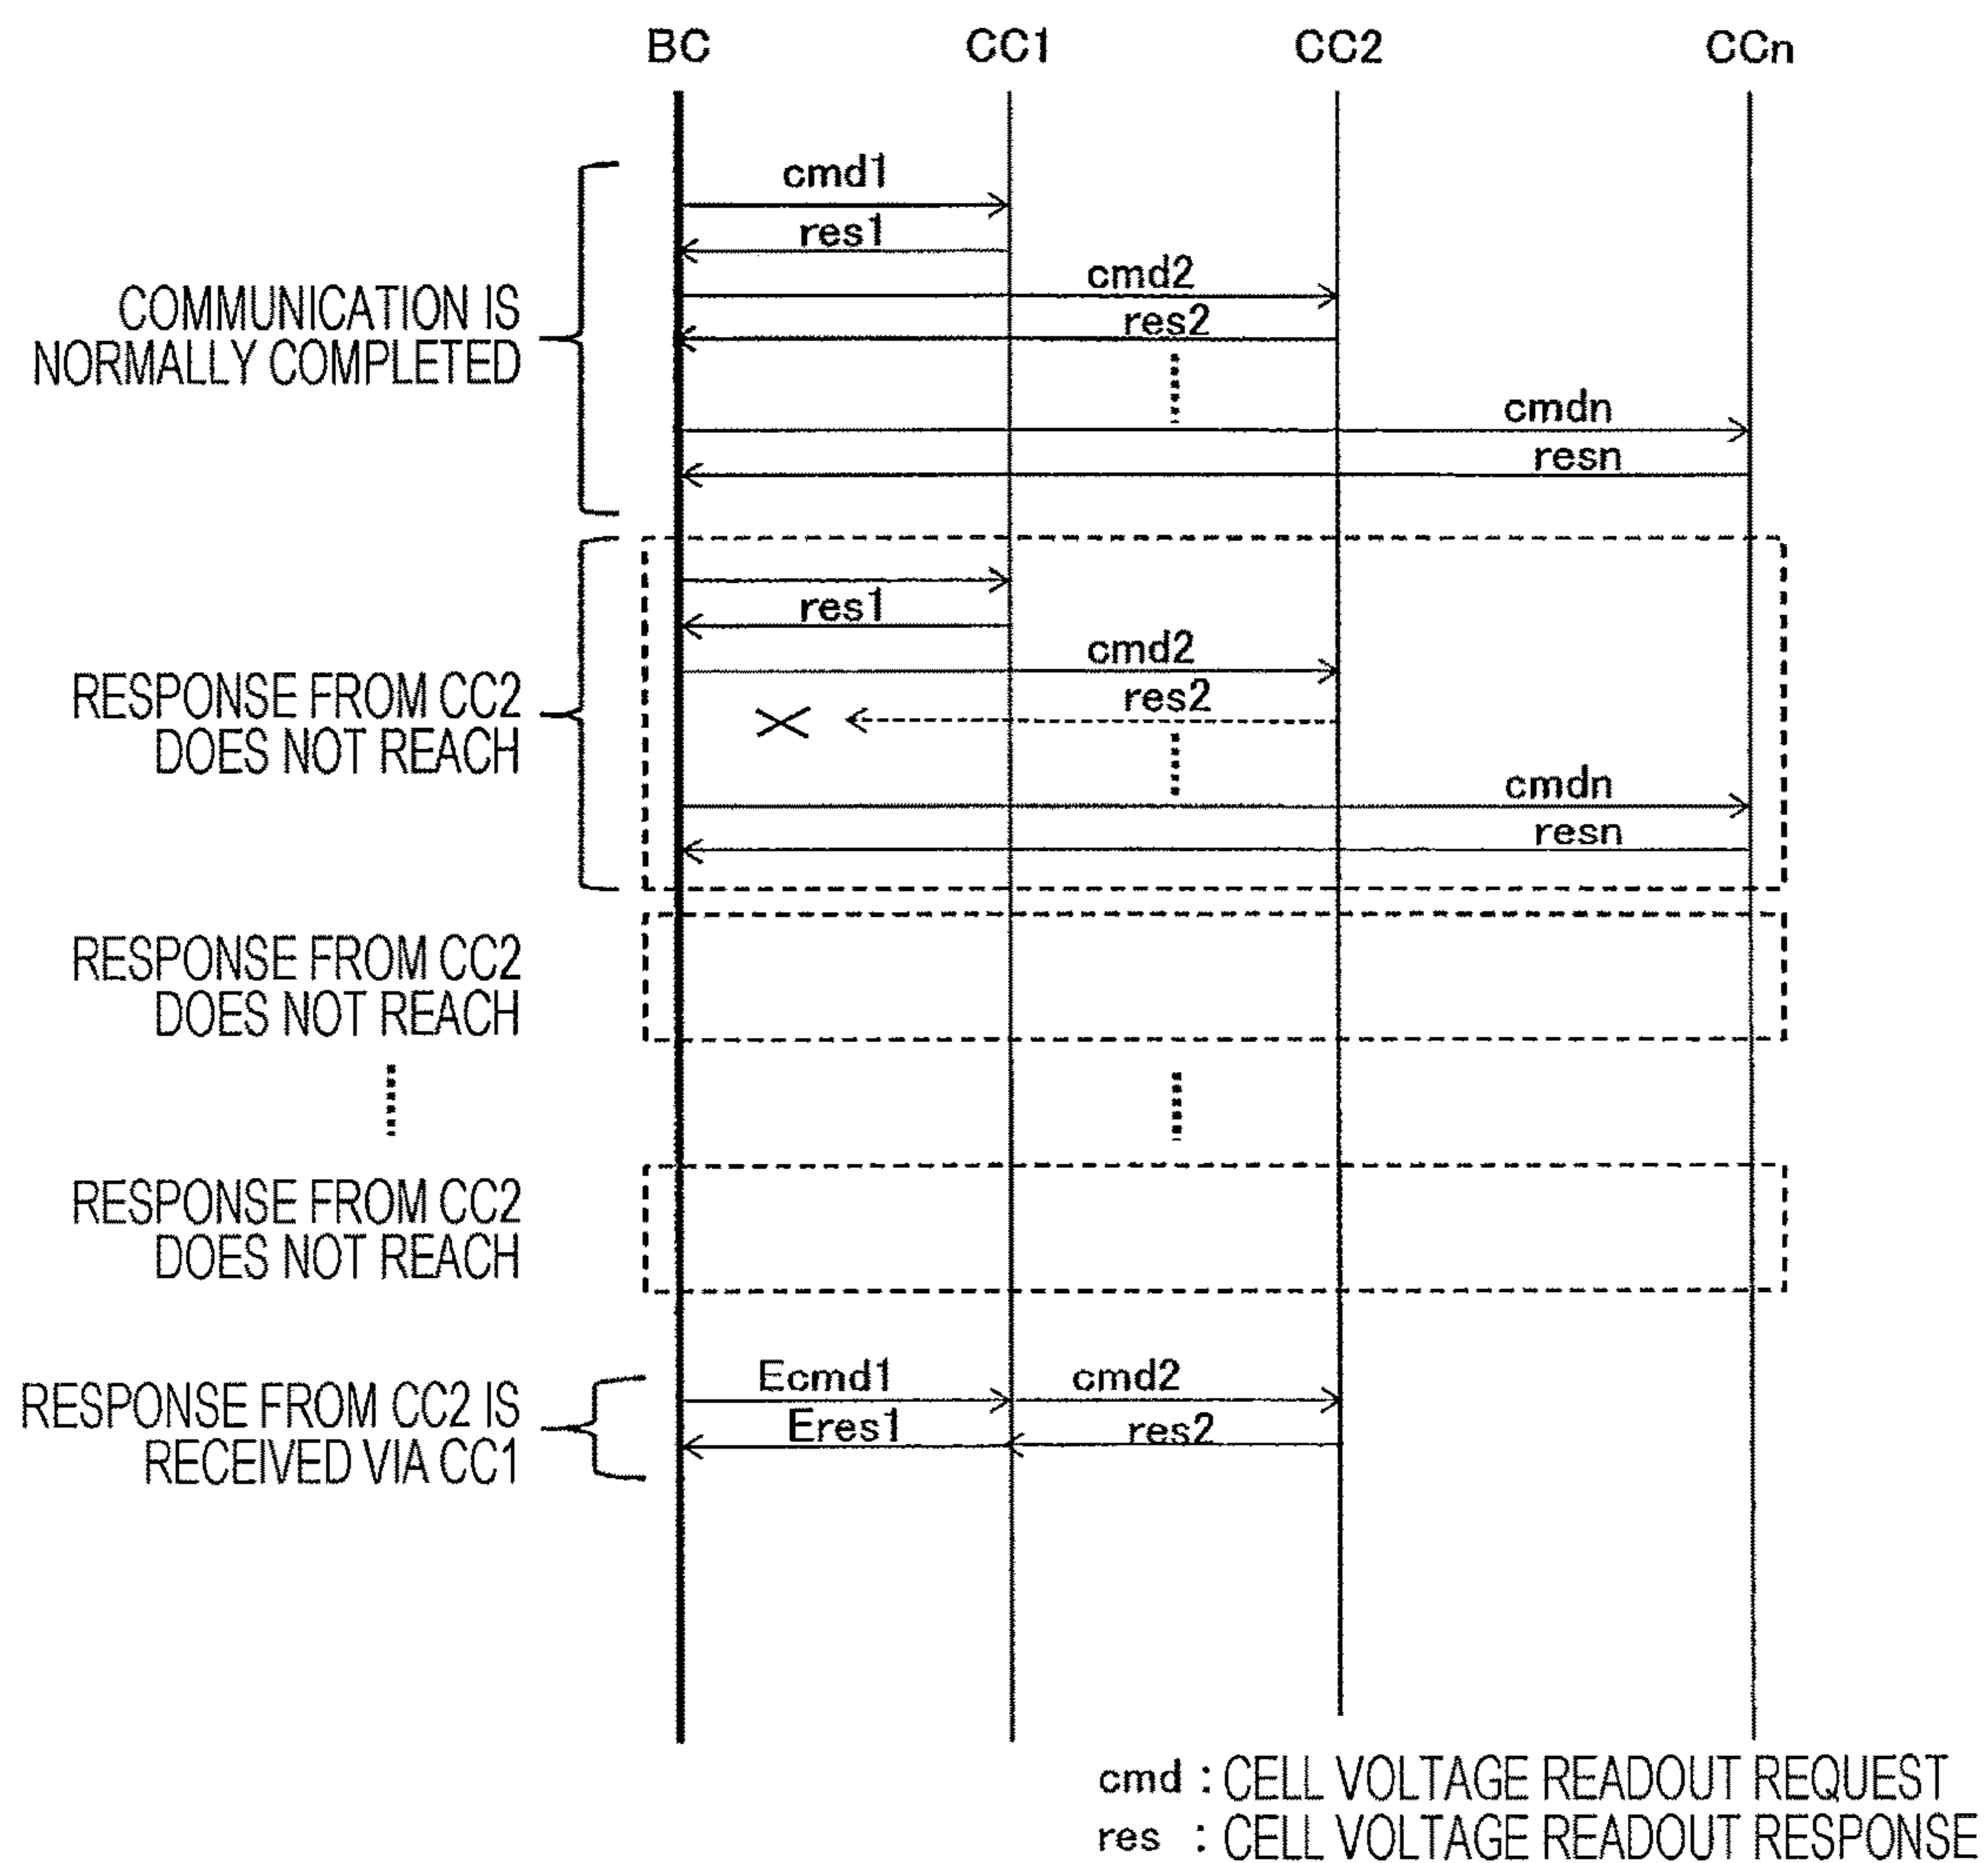 BC CC1 CC2 CCn
cmd1
res1
cmd2
res2
COMMUNICATION IS
NORMALLY COMPLETED
cmdn
resn
res1
cmd2
res2
RESPONSE FROM CC2
DOES NOT REACH
cmdn
resn
RESPONSE FROM CC2
DOES NOT REACH
RESPONSE FROM CC2
DOES NOT REACH
Ecmd1 cmd2
Eres1 res2
RESPONSE FROM CC2 IS
RECEIVED VIA CC1
cmd : CELL VOLTAGE READOUT REQUEST
res : CELL VOLTAGE READOUT RESPONSE